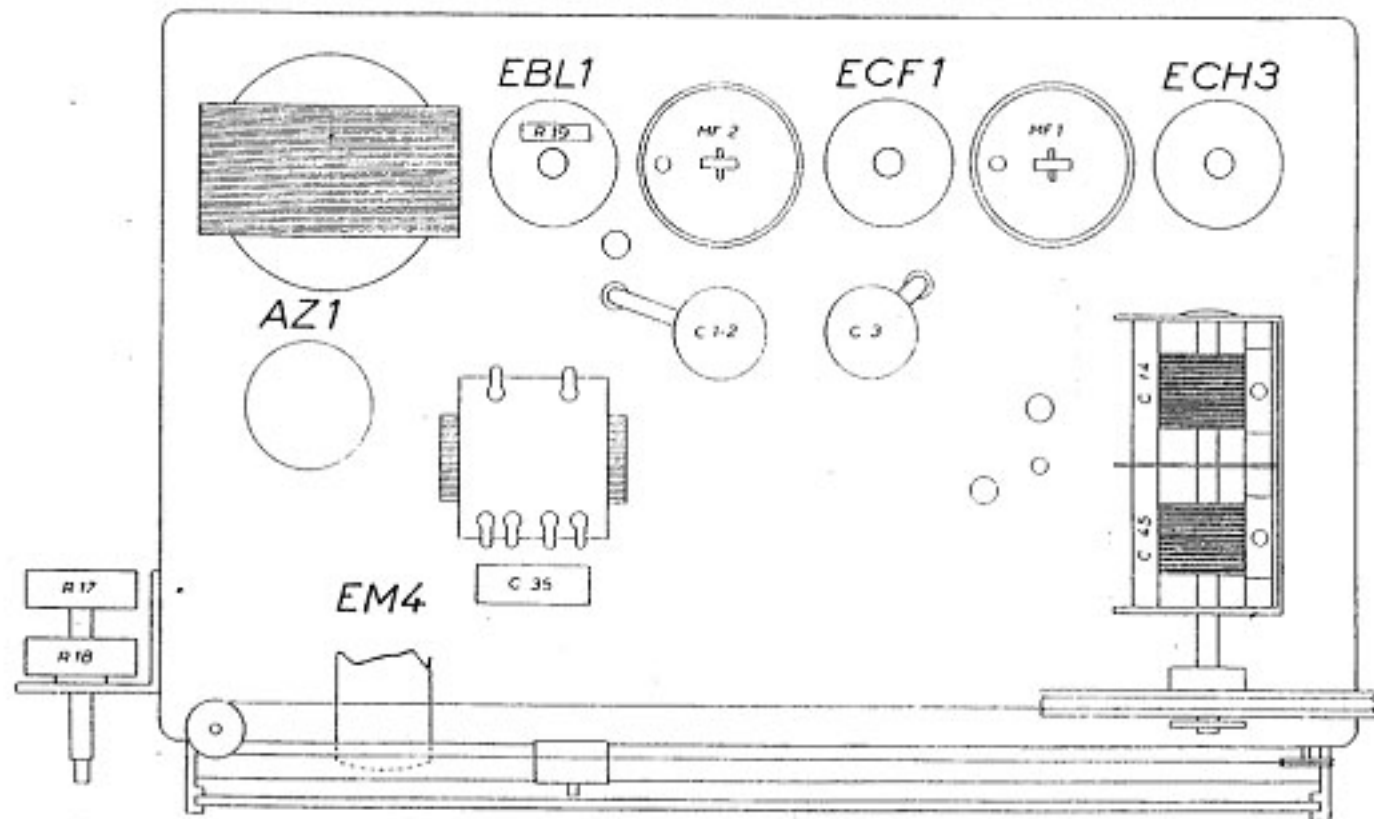 EBL1
ECF1
ECH3
R 19
MF 2
MF 1
AZ1
C 1-2
C 3
C 14
C 45
R 17
EM4
C 35
R 18